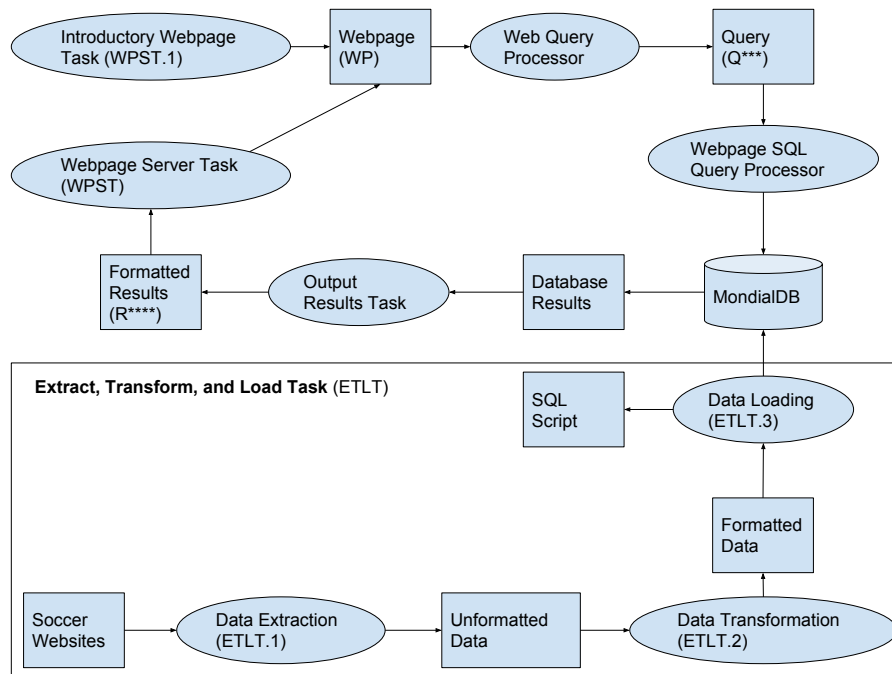 Introductory Webpage
Task (WPST.1)
Webpage
(WP)
Web Query
Processor
Query
(Q***)
Webpage Server Task
(WPST)
Webpage SQL
Query Processor
Formatted
Results
(R****)
Output
Results Task
Database
Results
MondialDB
Extract, Transform, and Load Task (ETLT)
SQL
Script
Data Loading
(ETLT.3)
Formatted
Data
Soccer
Websites
Data Extraction
(ETLT.1)
Unformatted
Data
Data Transformation
(ETLT.2)